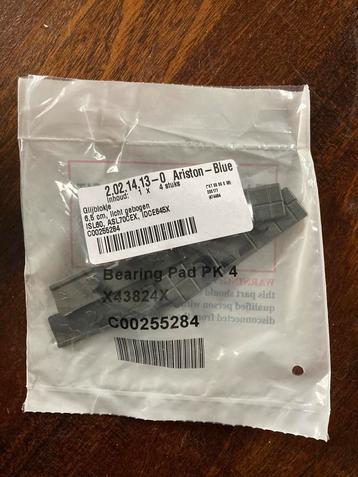 2.02.14.13-0 Ariston-Blue
Inhoud: 1 x 4 stuks
Glijblokje
6,5 cm, licht gebogen
ISL60, ASL70CEX, IDCE845X
C00255284
Bearing Pad PK 4
X43824X
C00255284
WARNING
this part should
qualified person
disconnected from